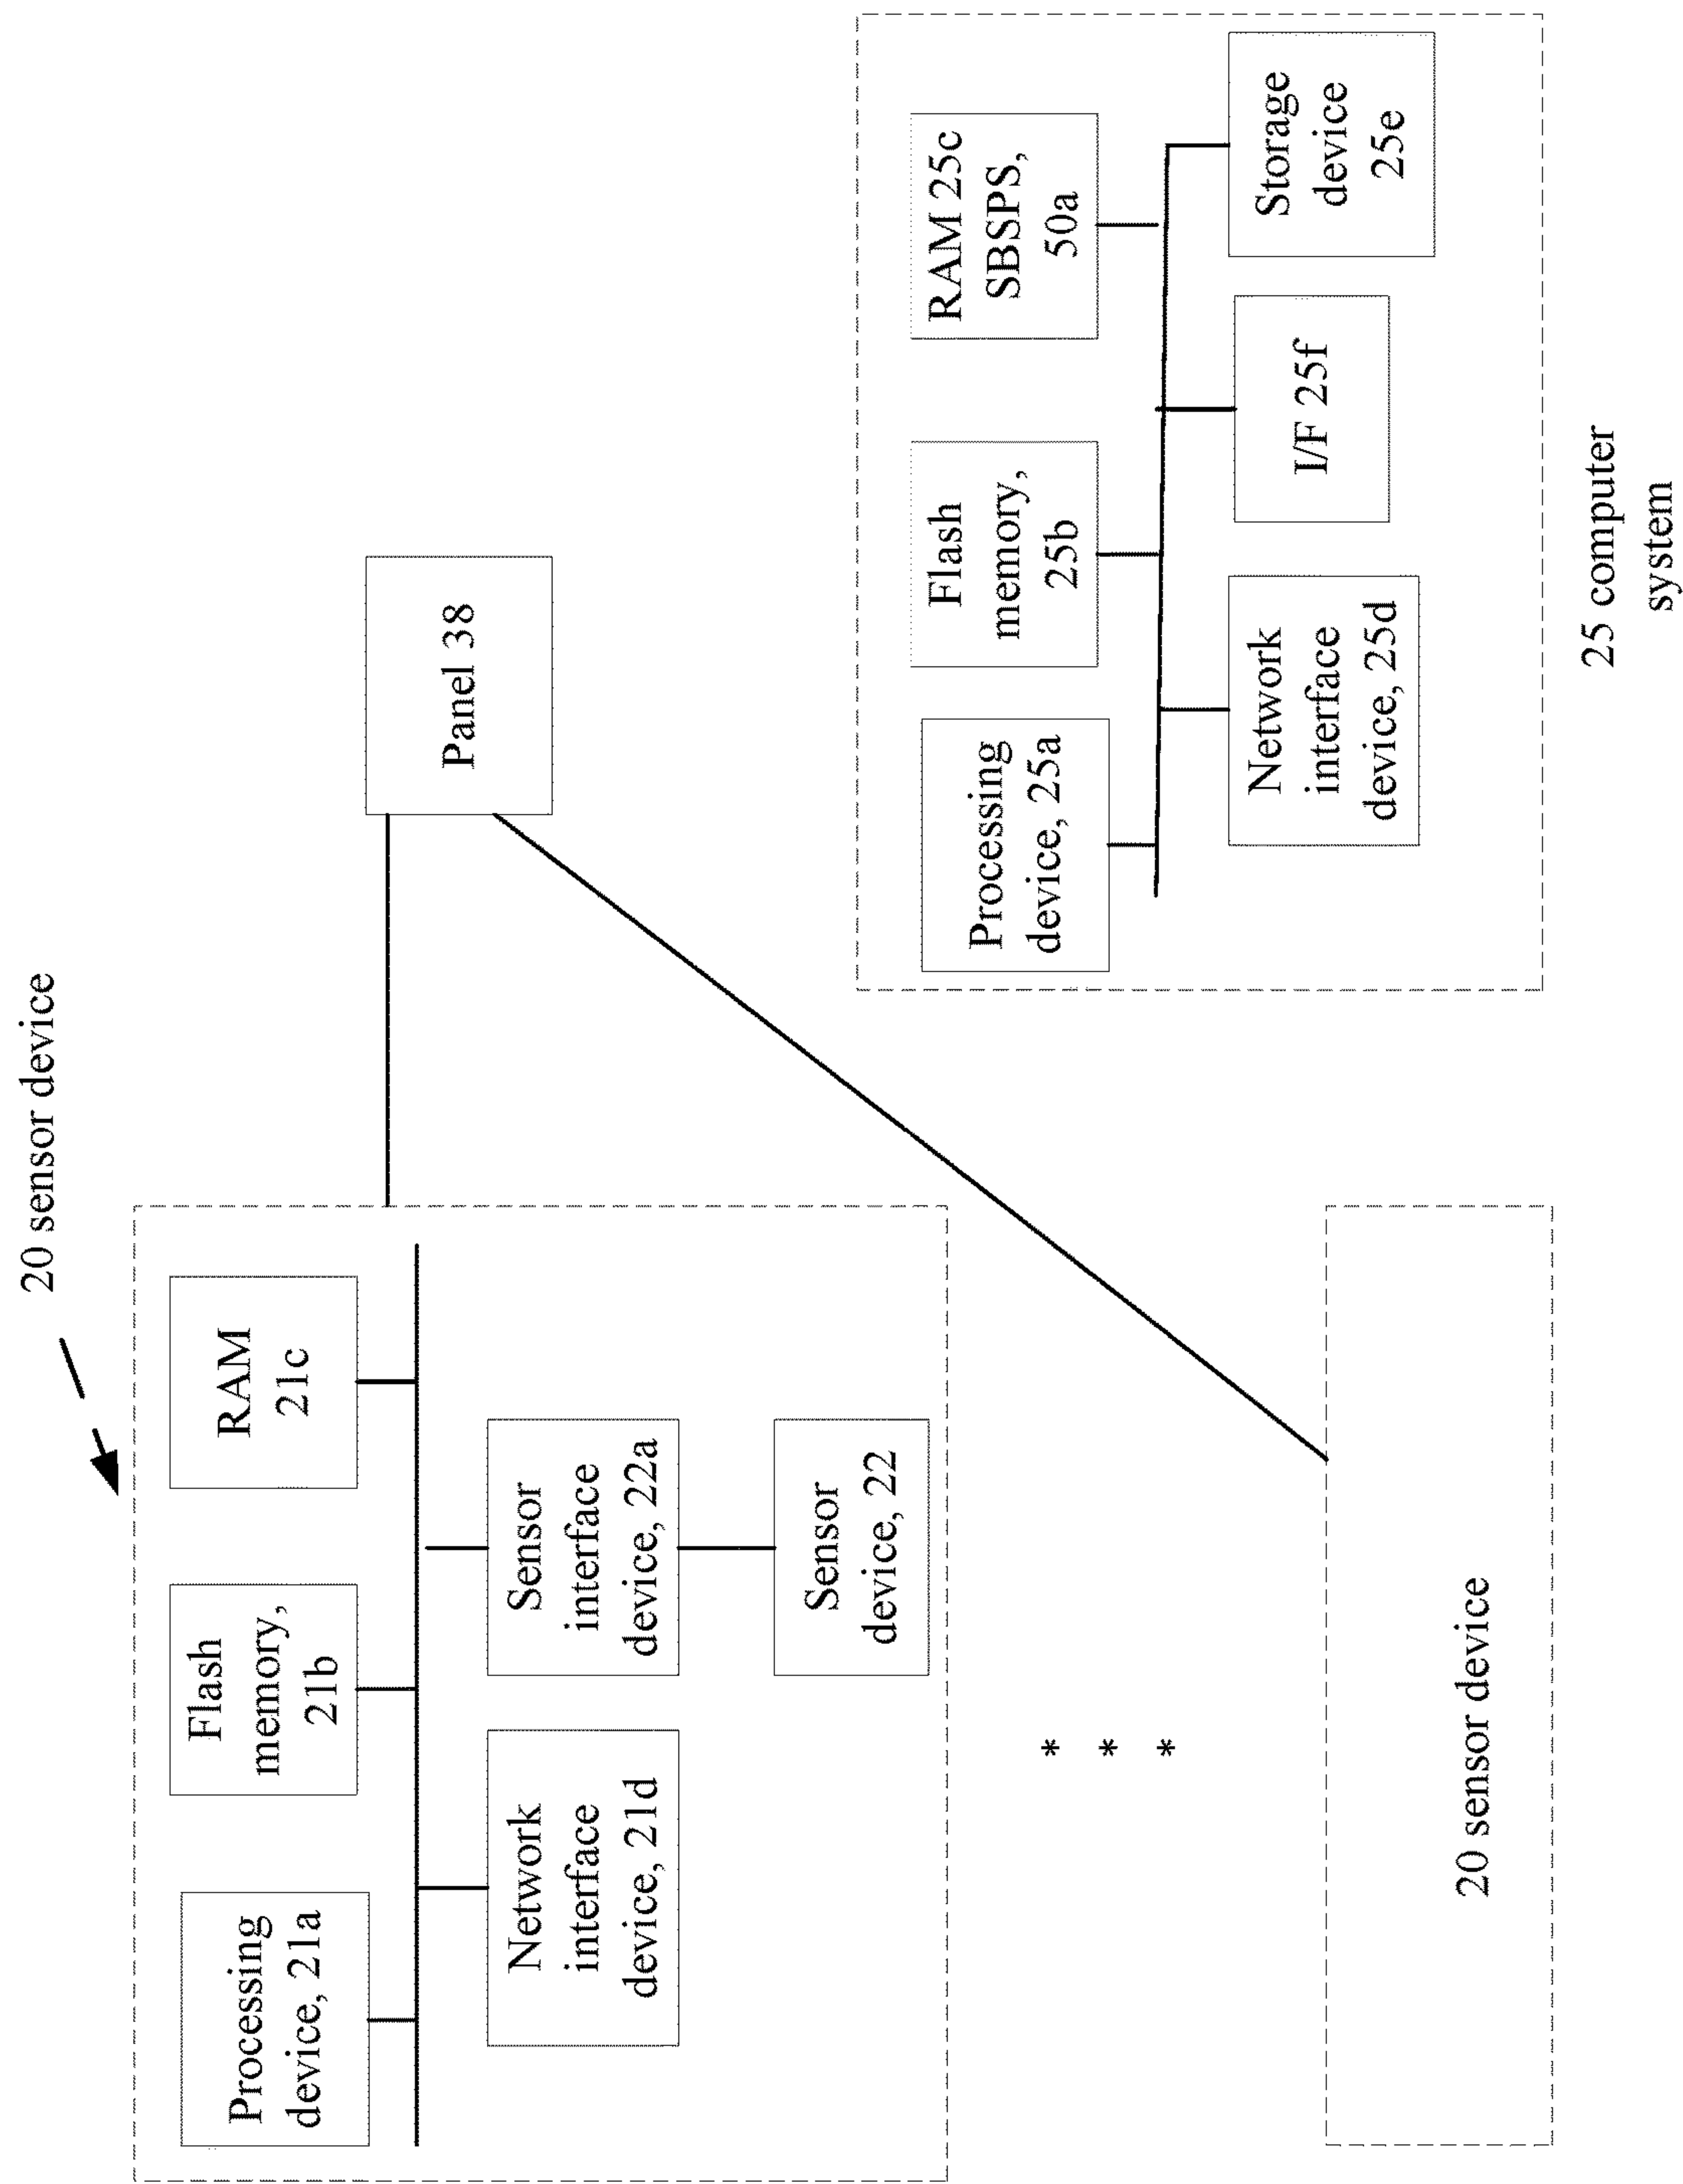 20 sensor device
Processing
device, 21a
Flash
memory,
21b
RAM
21c
Network
interface
device, 21d
Sensor
interface
device, 22a
Sensor
device, 22
*
*
*
20 sensor device
Panel 38
Processing
device, 25a
Flash
memory,
25b
RAM 25c
SBSPS,
50a
Network
interface
device, 25d
I/F 25f
Storage
device
25e
25 computer
system